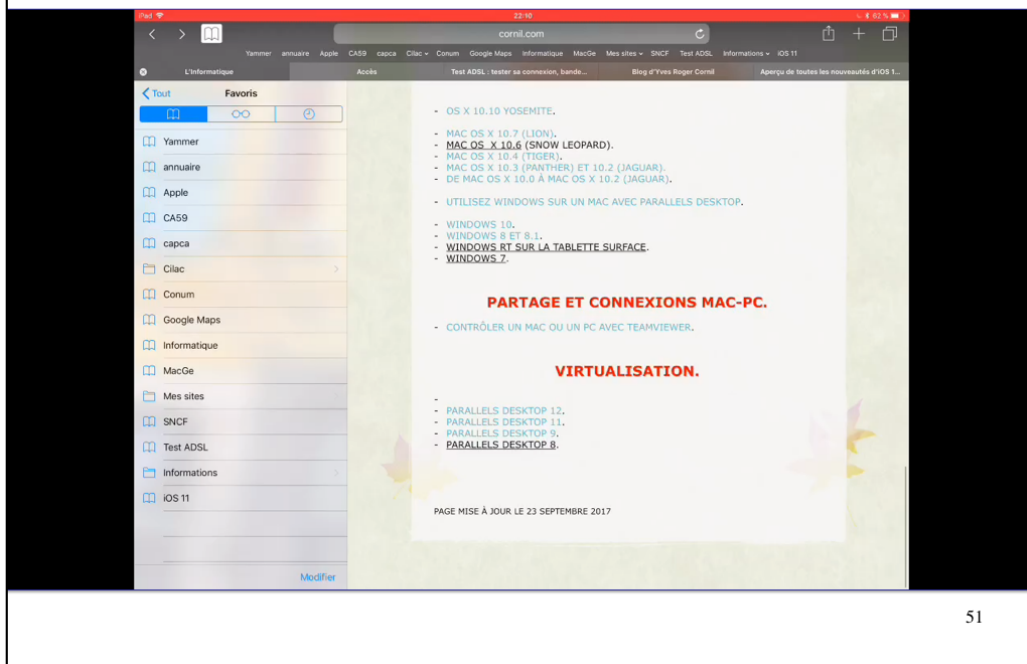 iPad 22:10 62 %
cornil.com
Yammer annuaire Apple CA59 capca Cilac Conum Google Maps Informatique MacGe Mes sites SNCF Test ADSL Informations iOS 11
L'Informatique Accès Test ADSL : tester sa connexion, bande... Blog d'Yves Roger Cornil Aperçu de toutes les nouveautés d'iOS 1...
Tout Favoris
Yammer
annuaire
Apple
CA59
capca
Cilac
Conum
Google Maps
Informatique
MacGe
Mes sites
SNCF
Test ADSL
Informations
iOS 11
Modifier
- OS X 10.10 YOSEMITE.
- MAC OS X 10.7 (LION).
- MAC OS X 10.6 (SNOW LEOPARD).
- MAC OS X 10.4 (TIGER).
- MAC OS X 10.3 (PANTHER) ET 10.2 (JAGUAR).
- DE MAC OS X 10.0 À MAC OS X 10.2 (JAGUAR).
- UTILISEZ WINDOWS SUR UN MAC AVEC PARALLELS DESKTOP.
- WINDOWS 10.
- WINDOWS 8 ET 8.1.
- WINDOWS RT SUR LA TABLETTE SURFACE.
- WINDOWS 7.
PARTAGE ET CONNEXIONS MAC-PC.
- CONTRÔLER UN MAC OU UN PC AVEC TEAMVIEWER.
VIRTUALISATION.
-
- PARALLELS DESKTOP 12.
- PARALLELS DESKTOP 11.
- PARALLELS DESKTOP 9.
- PARALLELS DESKTOP 8.
PAGE MISE À JOUR LE 23 SEPTEMBRE 2017
51